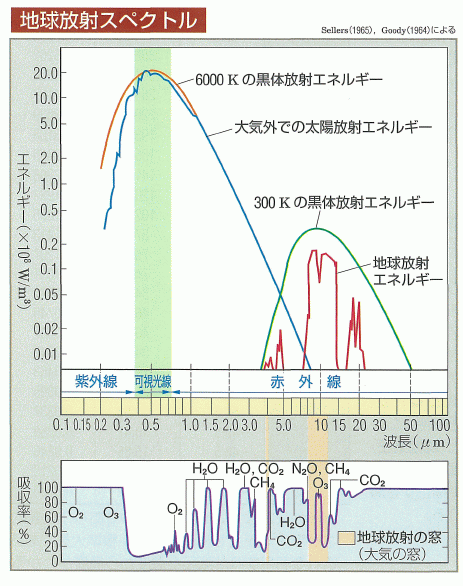 地球放射スペクトル
Sellers(1965), Goody(1964)による
エネルギー(×10⁸ W/m³)
20.0
10.0
5.0
2.0
1.0
0.5
0.2
0.1
0.05
0.02
0.01
6000 K の黒体放射エネルギー
大気外での太陽放射エネルギー
300 K の黒体放射エネルギー
地球放射
エネルギー
紫外線
可視光線
赤 外 線
0.1 0.15 0.2 0.3 0.5 1.0 1.5 2.0 3.0 5.0 10 15 20 30 50 100
波長(μm)
吸収率(%)
100
80
60
40
20
0
O₂
O₃
O₂
H₂O
H₂O, CO₂
CH₄
H₂O
CO₂
N₂O, CH₄
O₃
CO₂
地球放射の窓
(大気の窓)